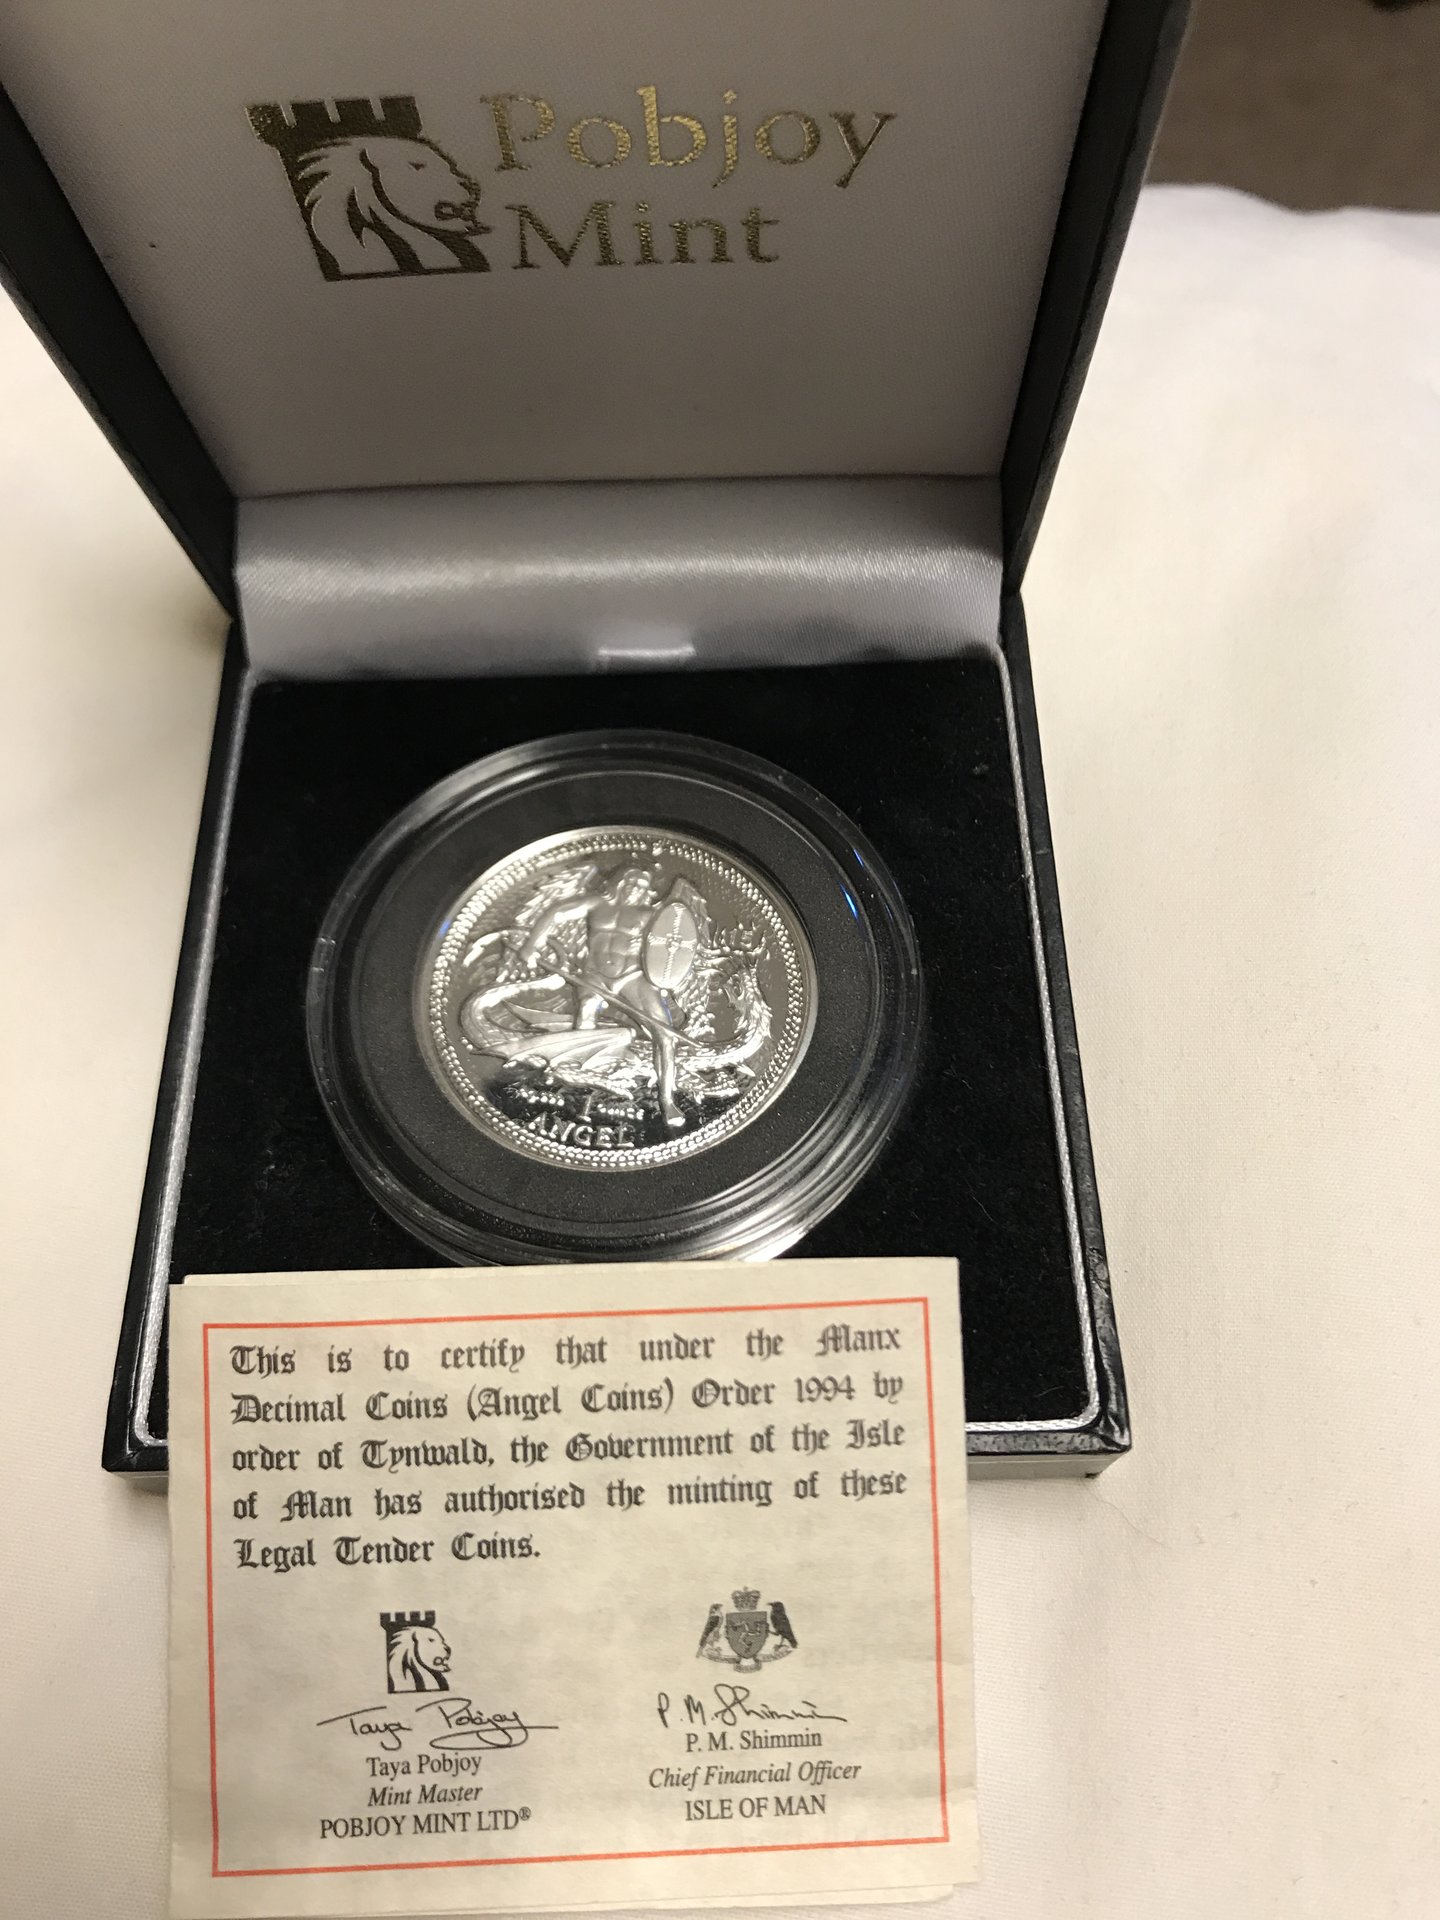 Pobjoy
Mint
1
ANGEL
This is to certify that under the Manx
Decimal Coins (Angel Coins) Order 1994 by
order of Tynwald, the Government of the Isle
of Man has authorised the minting of these
Legal Tender Coins.
Taya Pobjoy
P. M. Shimmin
Taya Pobjoy
Mint Master
POBJOY MINT LTD®
P. M. Shimmin
Chief Financial Officer
ISLE OF MAN